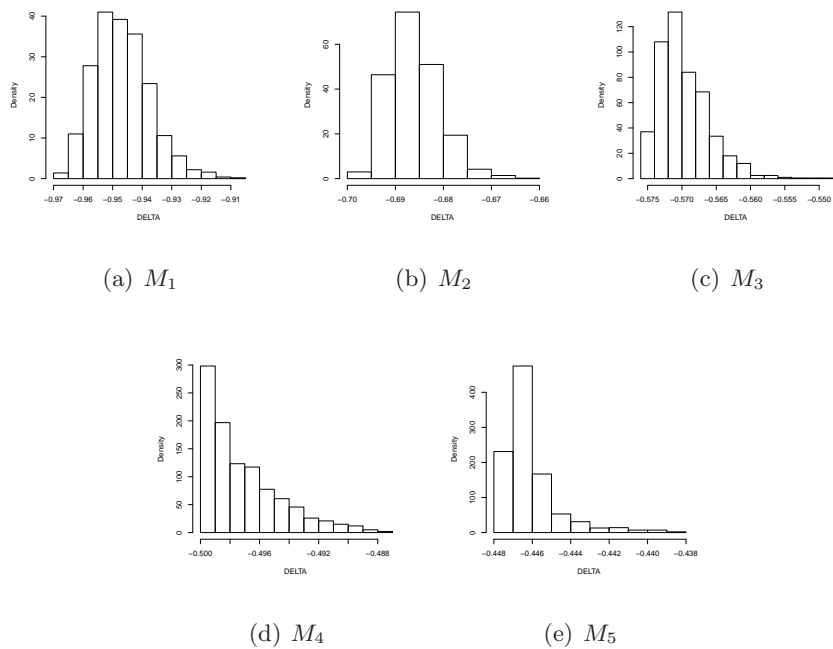 Density
0 10 20 30 40
−0.97 −0.96 −0.95 −0.94 −0.93 −0.92 −0.91
DELTA
(a) M1
Density
0 20 40 60
−0.70 −0.69 −0.68 −0.67 −0.66
DELTA
(b) M2
Density
0 20 40 60 80 100 120
−0.575 −0.570 −0.565 −0.560 −0.555 −0.550
DELTA
(c) M3
Density
0 50 100 150 200 250 300
−0.500 −0.496 −0.492 −0.488
DELTA
(d) M4
Density
0 100 200 300 400
−0.448 −0.446 −0.444 −0.442 −0.440 −0.438
DELTA
(e) M5